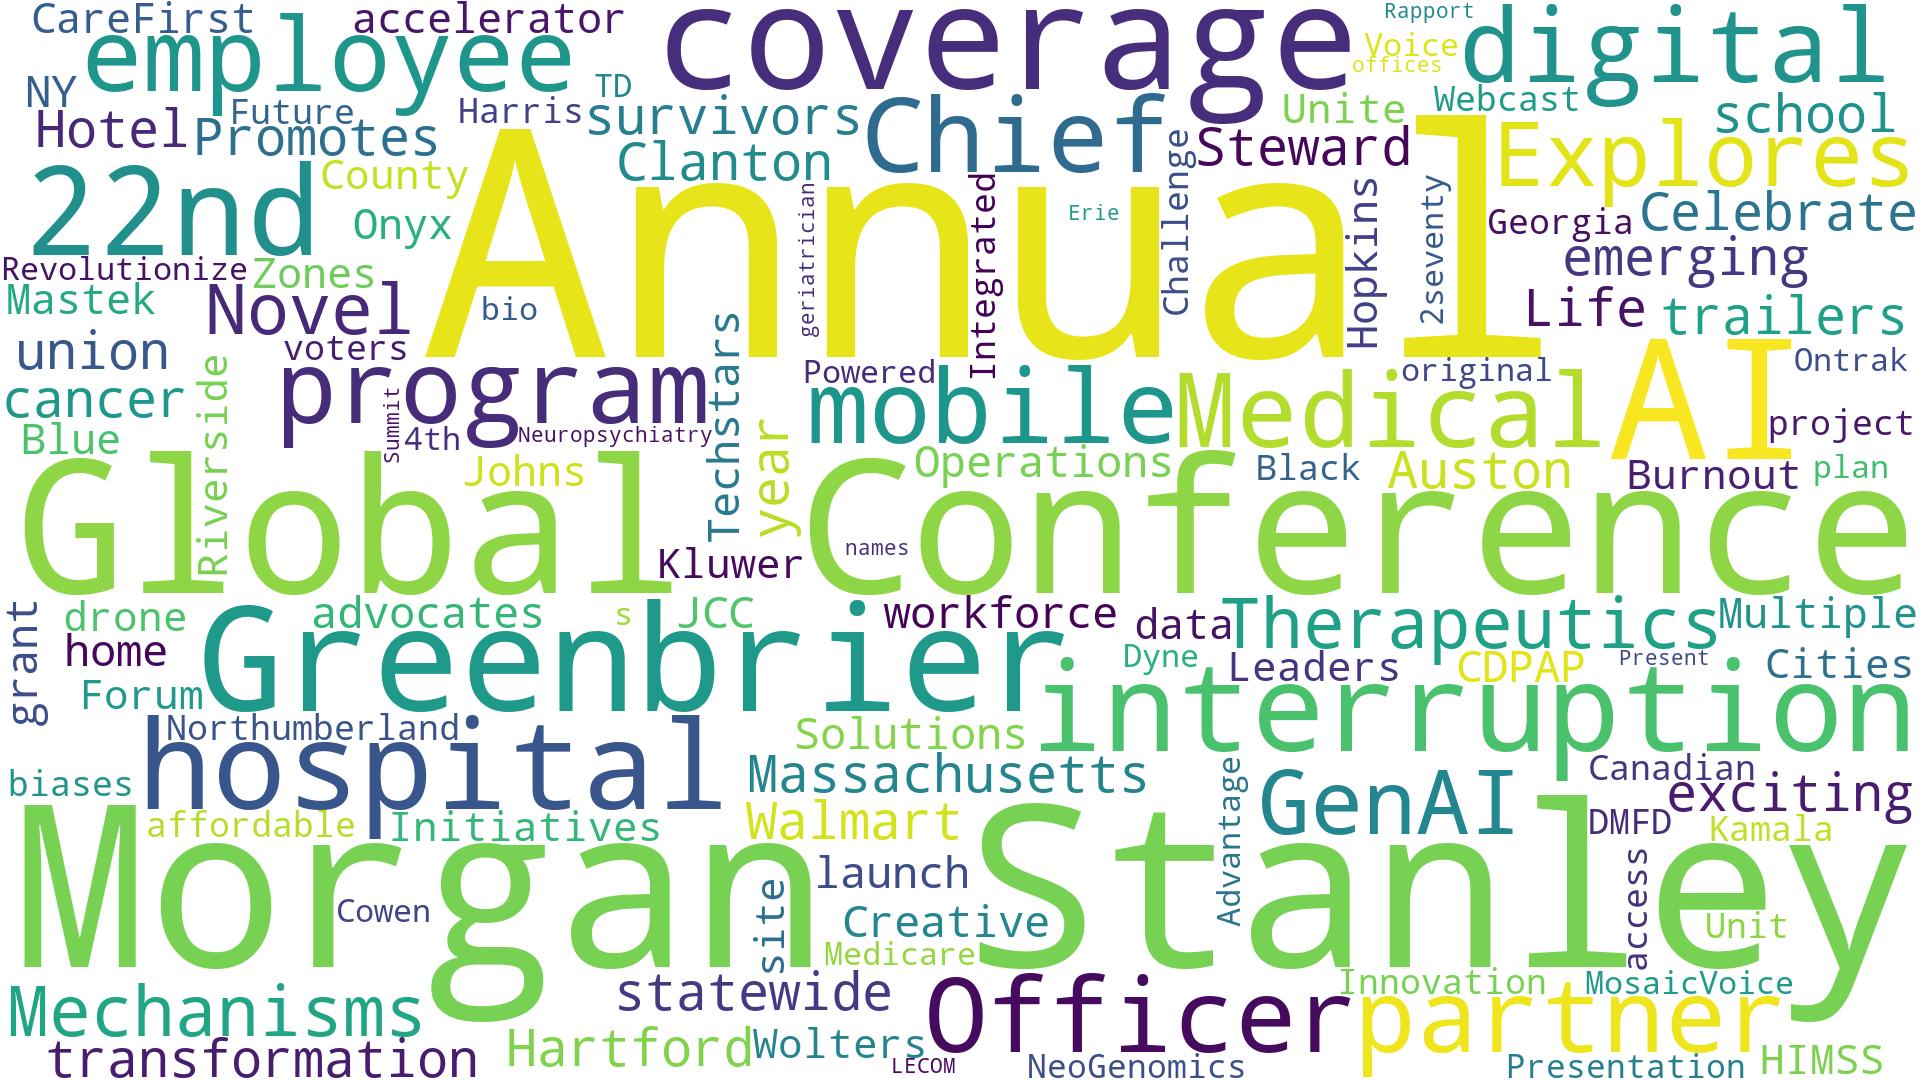 CareFirst
accelerator
coverage
Rapport
digital
employee
Voice
offices
NY
TD
Webcast
Future
Harris
survivors
Chief
Unite
school
Hotel
Promotes
Clanton
Challenge
Steward
Explores
22nd
County
Annual
geriatrician
Integrated
Erie
Hopkins
2seventy
Georgia
Celebrate
Onyx
emerging
Revolutionize
Zones
Mastek
Novel
bio
Life
trailers
union
voters
Techstars
Powered
original
AI
Ontrak
cancer
Riverside
program
mobile
Medical
project
Blue
Summit
4th
Neuropsychiatry
year
Operations
Black
Auston
Burnout
plan
Johns
Global
Conference
names
Kluwer
grant
drone
advocates
s
JCC
workforce
data
Therapeutics
Multiple
home
Greenbrier
Dyne
Leaders
CDPAP
Present
Cities
Forum
interruption
Northumberland
Solutions
biases
hospital
Massachusetts
Advantage
GenAI
Canadian
exciting
affordable
Initiatives
Walmart
DMFD
Kamala
Morgan
Stanley
launch
access
Cowen
site
Creative
Unit
Medicare
statewide
Innovation
MosaicVoice
Mechanisms
Officer
partner
transformation
Hartford
Wolters
LECOM
NeoGenomics
Presentation
HIMSS